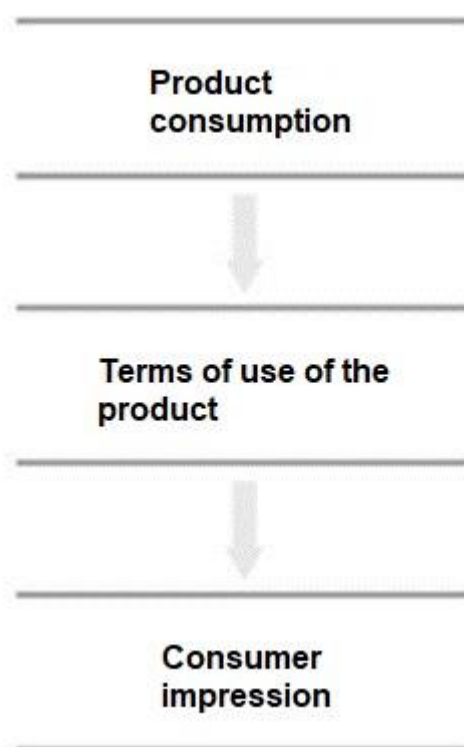 Product
consumption
Terms of use of the
product
Consumer
impression